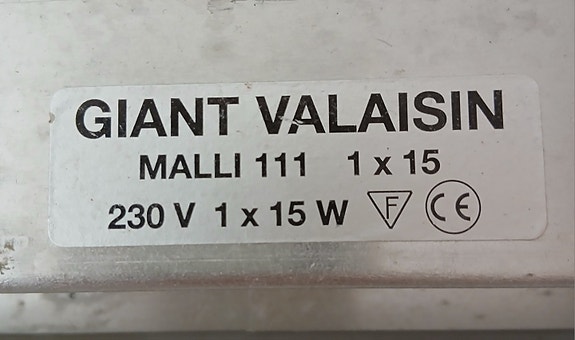 GIANT VALAISIN
MALLI 111 1 x 15
230 V 1 x 15 W F CE